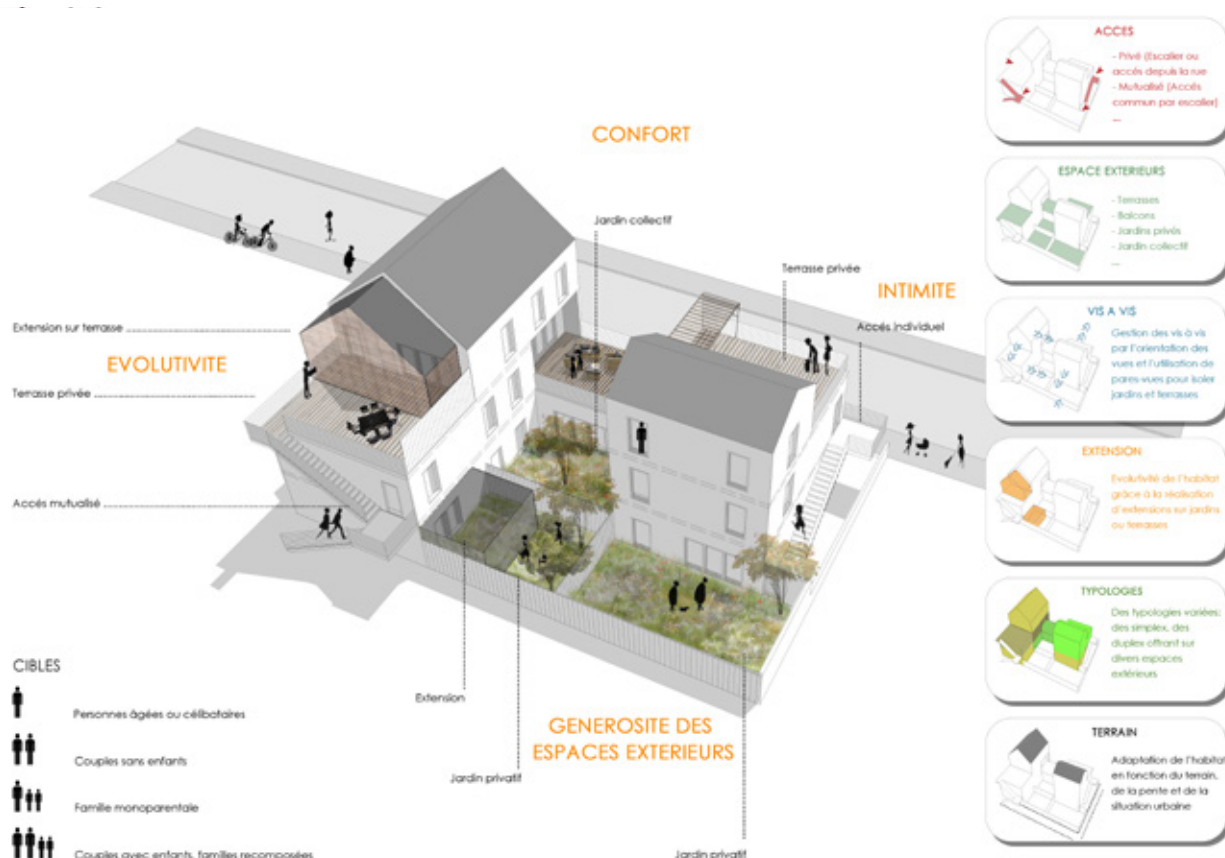 CONFORT
Jardin collectif
Terrasse privée
INTIMITE
Accés individuel
Extension sur terrasse
EVOLUTIVITE
Terrasse privée
Accés mutualisé
Extension
GENEROSITE DES
ESPACES EXTERIEURS
Jardin privatif
Jardin privatif
CIBLES
Personnes âgées ou célibataires
Couples sans enfants
Famille monoparentale
Couples avec enfants, familles recomposées
ACCES
- Privé (Escalier ou
accés depuis la rue
- Mutualisé (Accés
commun par escalier)
...
ESPACE EXTERIEURS
- Terrasses
- Balcons
- Jardins privés
- Jardin collectif
...
VIS A VIS
Gestion des vis à vis
par l'orientation des
vues et l'utilisation de
pares-vues pour isoler
jardins et terrasses
EXTENSION
Evolutivité de l'habitat
grâce à la réalisation
d'extensions sur jardins
ou terrasses
TYPOLOGIES
Des typologies variées:
des simplex, des
duplex offrant sur
divers espaces
extérieurs
TERRAIN
Adaptation de l'habitat
en fonction du terrain,
de la pente et de la
situation urbaine